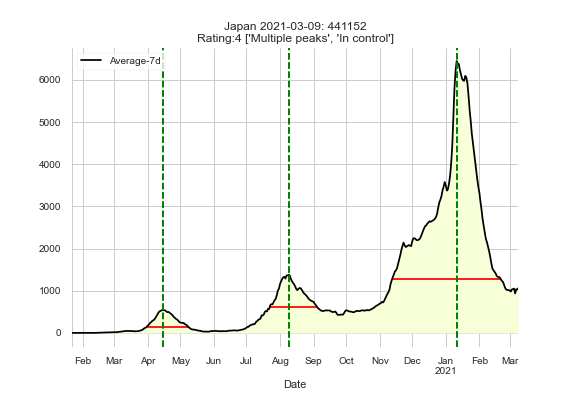 Japan 2021-03-09: 441152
Rating:4 ['Multiple peaks', 'In control']
Average-7d
6000
5000
4000
3000
2000
1000
0
Feb Mar Apr May Jun Jul Aug Sep Oct Nov Dec Jan Feb Mar
2021
Date